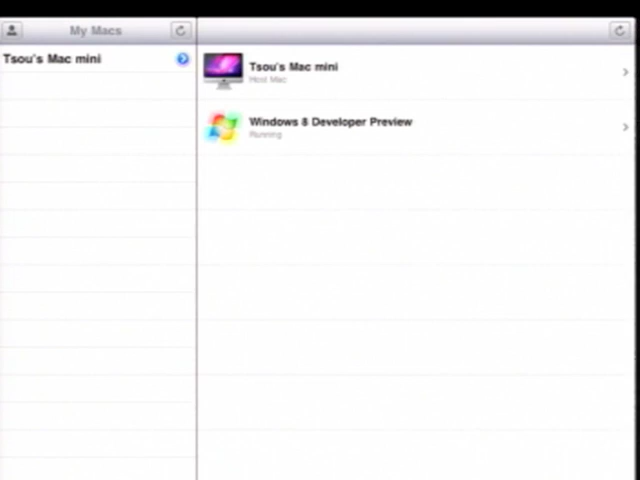 My Macs
Tsou's Mac mini
Tsou's Mac mini
Host Mac
Windows 8 Developer Preview
Running